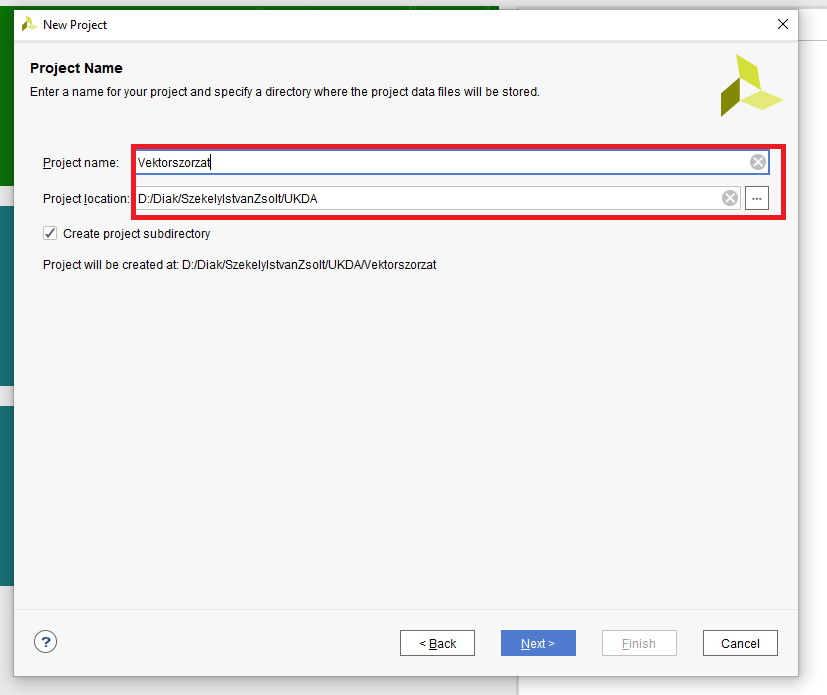 New Project
Project Name
Enter a name for your project and specify a directory where the project data files will be stored.
Project name: Vektorszorzat
Project location: D:/Diak/SzekelyIstvanZsolt/UKDA ...
Create project subdirectory
Project will be created at: D:/Diak/SzekelyIstvanZsolt/UKDA/Vektorszorzat
? < Back Next > Finish Cancel